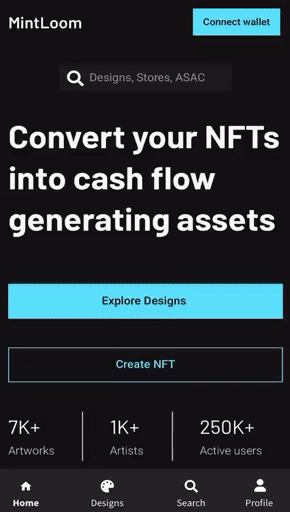 MintLoom
Connect wallet
Designs, Stores, ASAC
Convert your NFTs
into cash flow
generating assets
Explore Designs
Create NFT
7K+ 1K+ 250K+
Artworks Artists Active users
Home Designs Search Profile